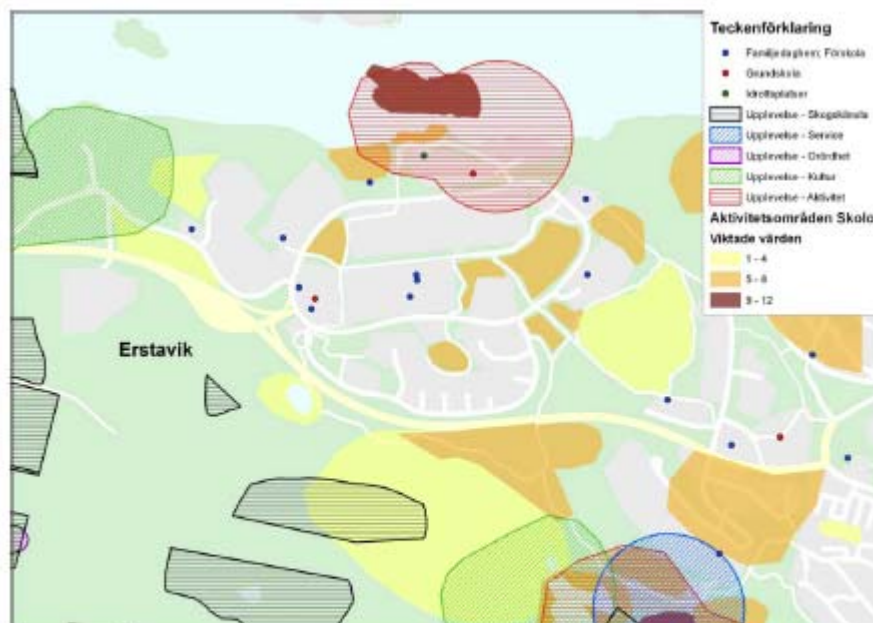 Teckenförklaring
Familjedaghem; Förskola
Grundskola
Idrottsplatser
Upplevelse - Skogskänsla
Upplevelse - Service
Upplevelse - Orördhet
Upplevelse - Kultur
Upplevelse - Aktivitet
Aktivitetsområden Skolo
Viktade värden
1 - 4
5 - 8
9 - 12
Erstavik